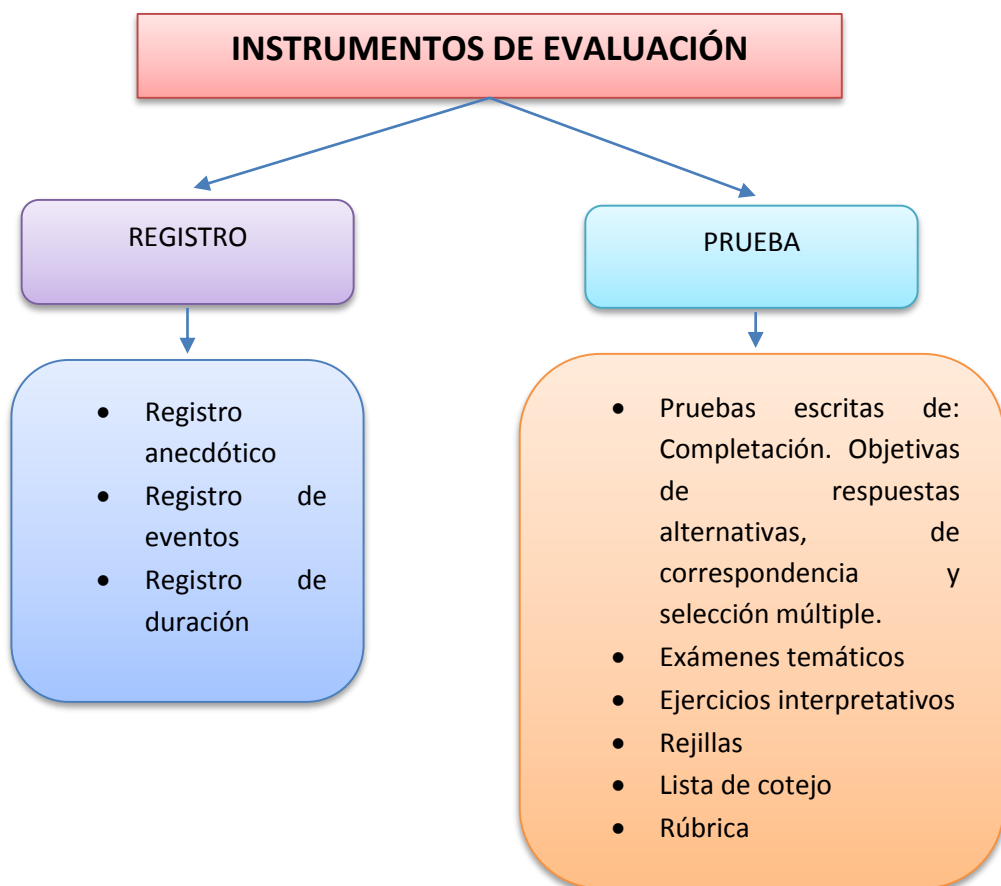 INSTRUMENTOS DE EVALUACIÓN
REGISTRO
PRUEBA
• Registro
anecdótico
• Registro de
eventos
• Registro de
duración
• Pruebas escritas de:
Completación. Objetivas
de respuestas
alternativas, de
correspondencia y
selección múltiple.
• Exámenes temáticos
• Ejercicios interpretativos
• Rejillas
• Lista de cotejo
• Rúbrica